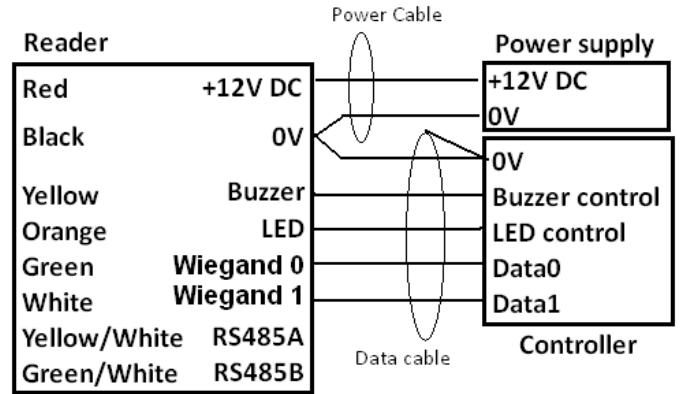 Power Cable
Reader
Power supply
Red +12V DC
+12V DC
Black 0V
0V
0V
Yellow Buzzer
Buzzer control
Orange LED
LED control
Green Wiegand 0
Data0
White Wiegand 1
Data1
Yellow/White RS485A
Green/White RS485B
Data cable
Controller